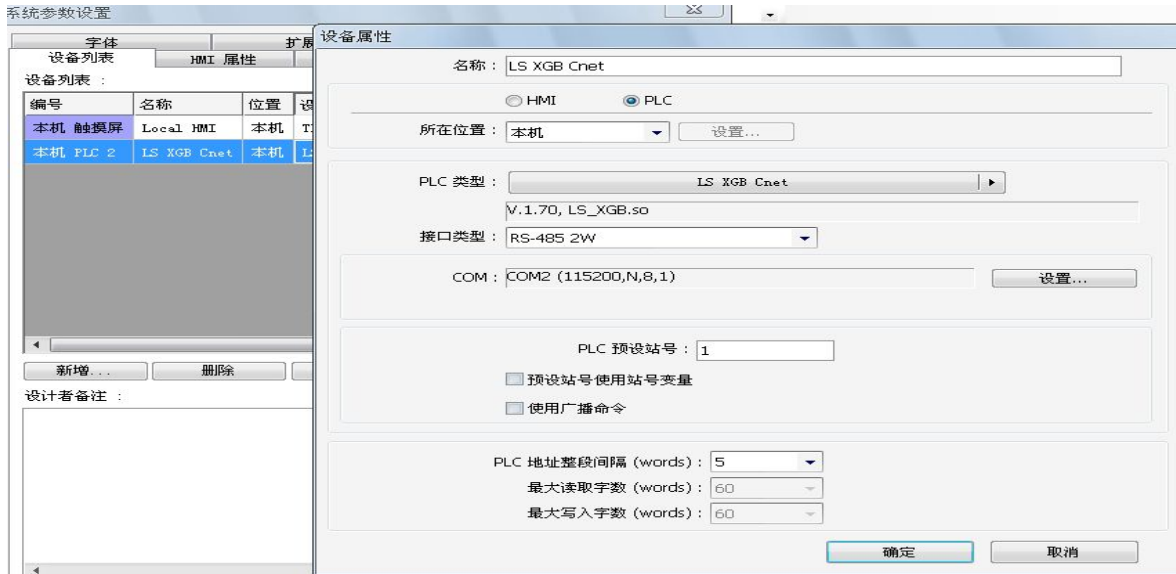 系统参数设置
字体
设备列表
HMI 属性
设备列表 :
编号 名称 位置
本机 触摸屏 Local HMI 本机
本机 PLC 2 LS XGB Cnet 本机
新增... 删除
设计者备注 :
设备属性
名称 : LS XGB Cnet
HMI PLC
所在位置 : 本机 设置...
PLC 类型 : LS XGB Cnet
V.1.70, LS_XGB.so
接口类型 : RS-485 2W
COM : COM2 (115200,N,8,1) 设置...
PLC 预设站号 : 1
预设站号使用站号变量
使用广播命令
PLC 地址整段间隔 (words) : 5
最大读取字数 (words) : 60
最大写入字数 (words) : 60
确定 取消